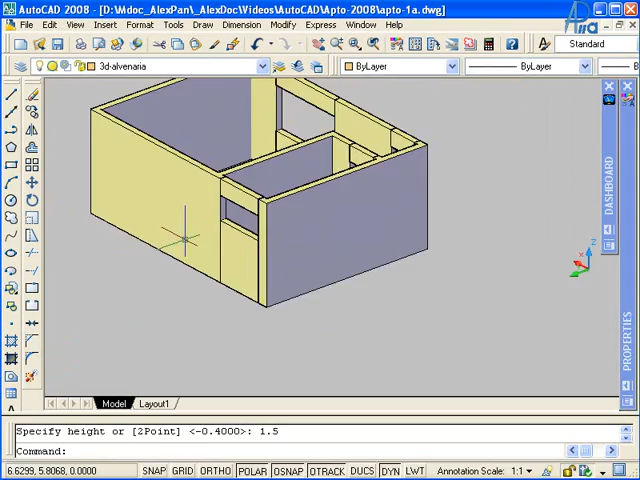 AutoCAD 2008 - [D:\Mdoc_AlexPan\AlexDoc\Videos\AutoCAD\Apto-2008\apto-1a.dwg]
File Edit View Insert Format Tools Draw Dimension Modify Express Window Help
Standard
3d-alvenaria ByLayer ByLayer
DASHBOARD
Z
X
PROPERTIES
Model Layout1
Specify height or [2Point] <-0.4000>: 1.5
Command:
6.6299, 5.8068, 0.0000 SNAP GRID ORTHO POLAR OSNAP OTRACK DUCS DYN LWT Annotation Scale: 1:1